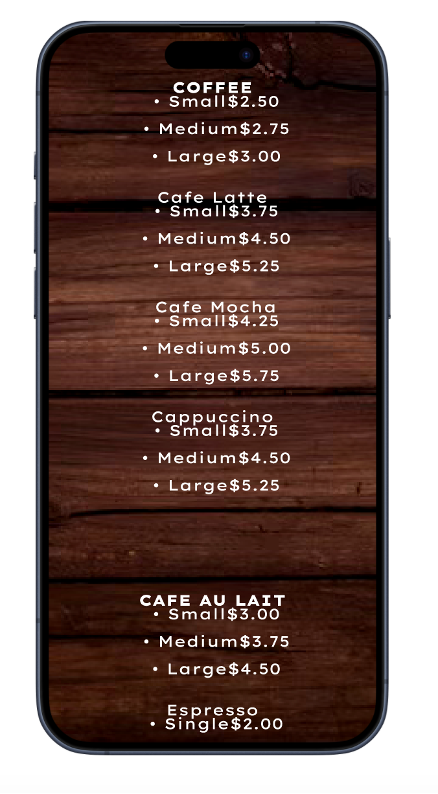 COFFEE
• Small$2.50
• Medium$2.75
• Large$3.00
Cafe Latte
• Small$3.75
• Medium$4.50
• Large$5.25
Cafe Mocha
• Small$4.25
• Medium$5.00
• Large$5.75
Cappuccino
• Small$3.75
• Medium$4.50
• Large$5.25
CAFE AU LAIT
• Small$3.00
• Medium$3.75
• Large$4.50
Espresso
• Single$2.00